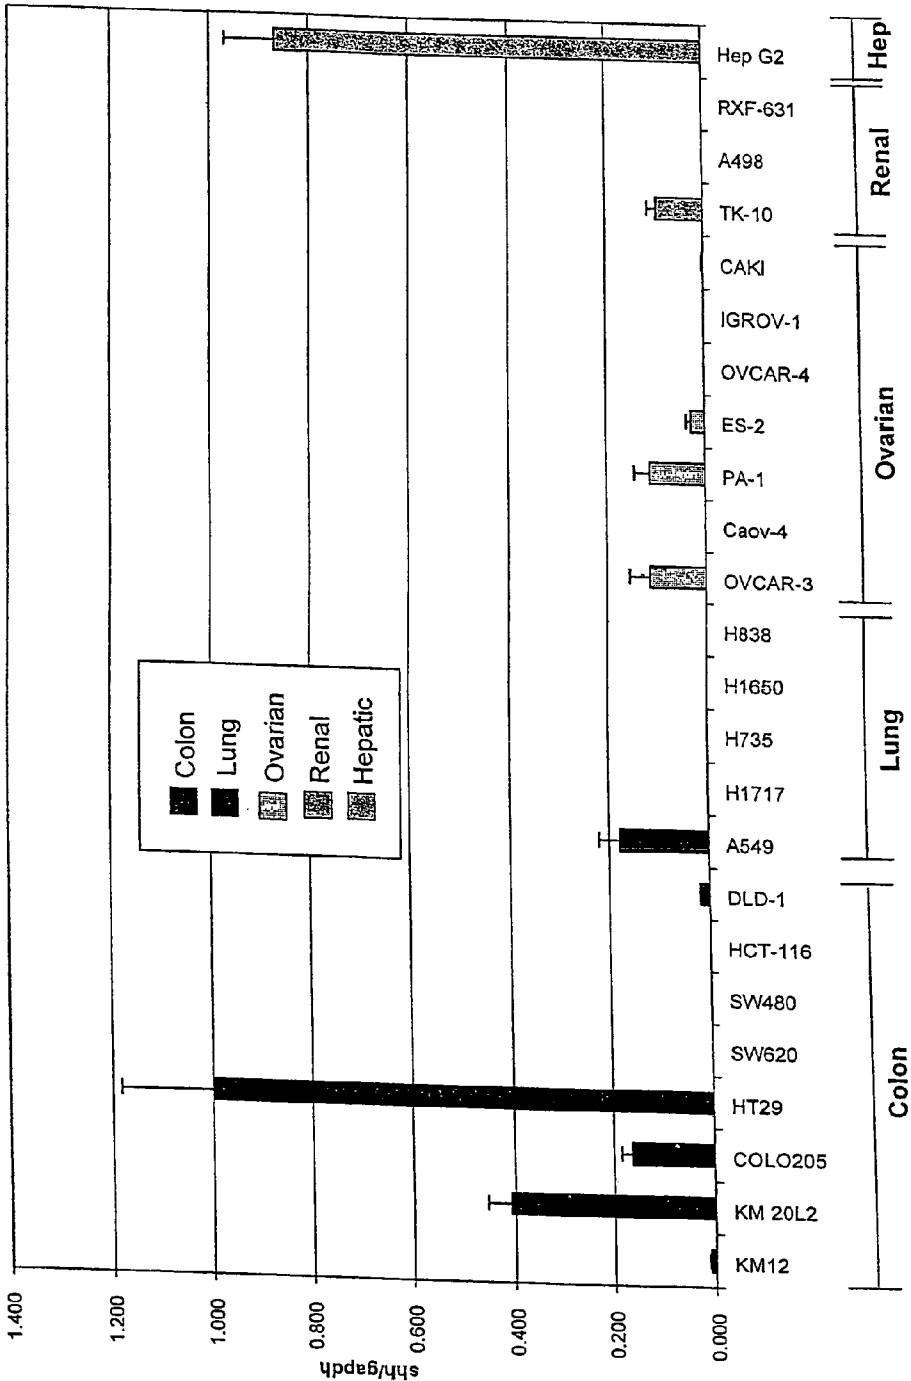 shh/gapdh
1.400
1.200
1.000
0.800
0.600
0.400
0.200
0.000
Colon
Lung
Ovarian
Renal
Hepatic
KM12
KM 20L2
COLO205
HT29
SW620
SW480
HCT-116
DLD-1
A549
H1717
H735
H1650
H838
OVCAR-3
Caov-4
PA-1
ES-2
OVCAR-4
IGROV-1
CAKI
TK-10
A498
RXF-631
Hep G2
Colon
Lung
Ovarian
Renal
Hep